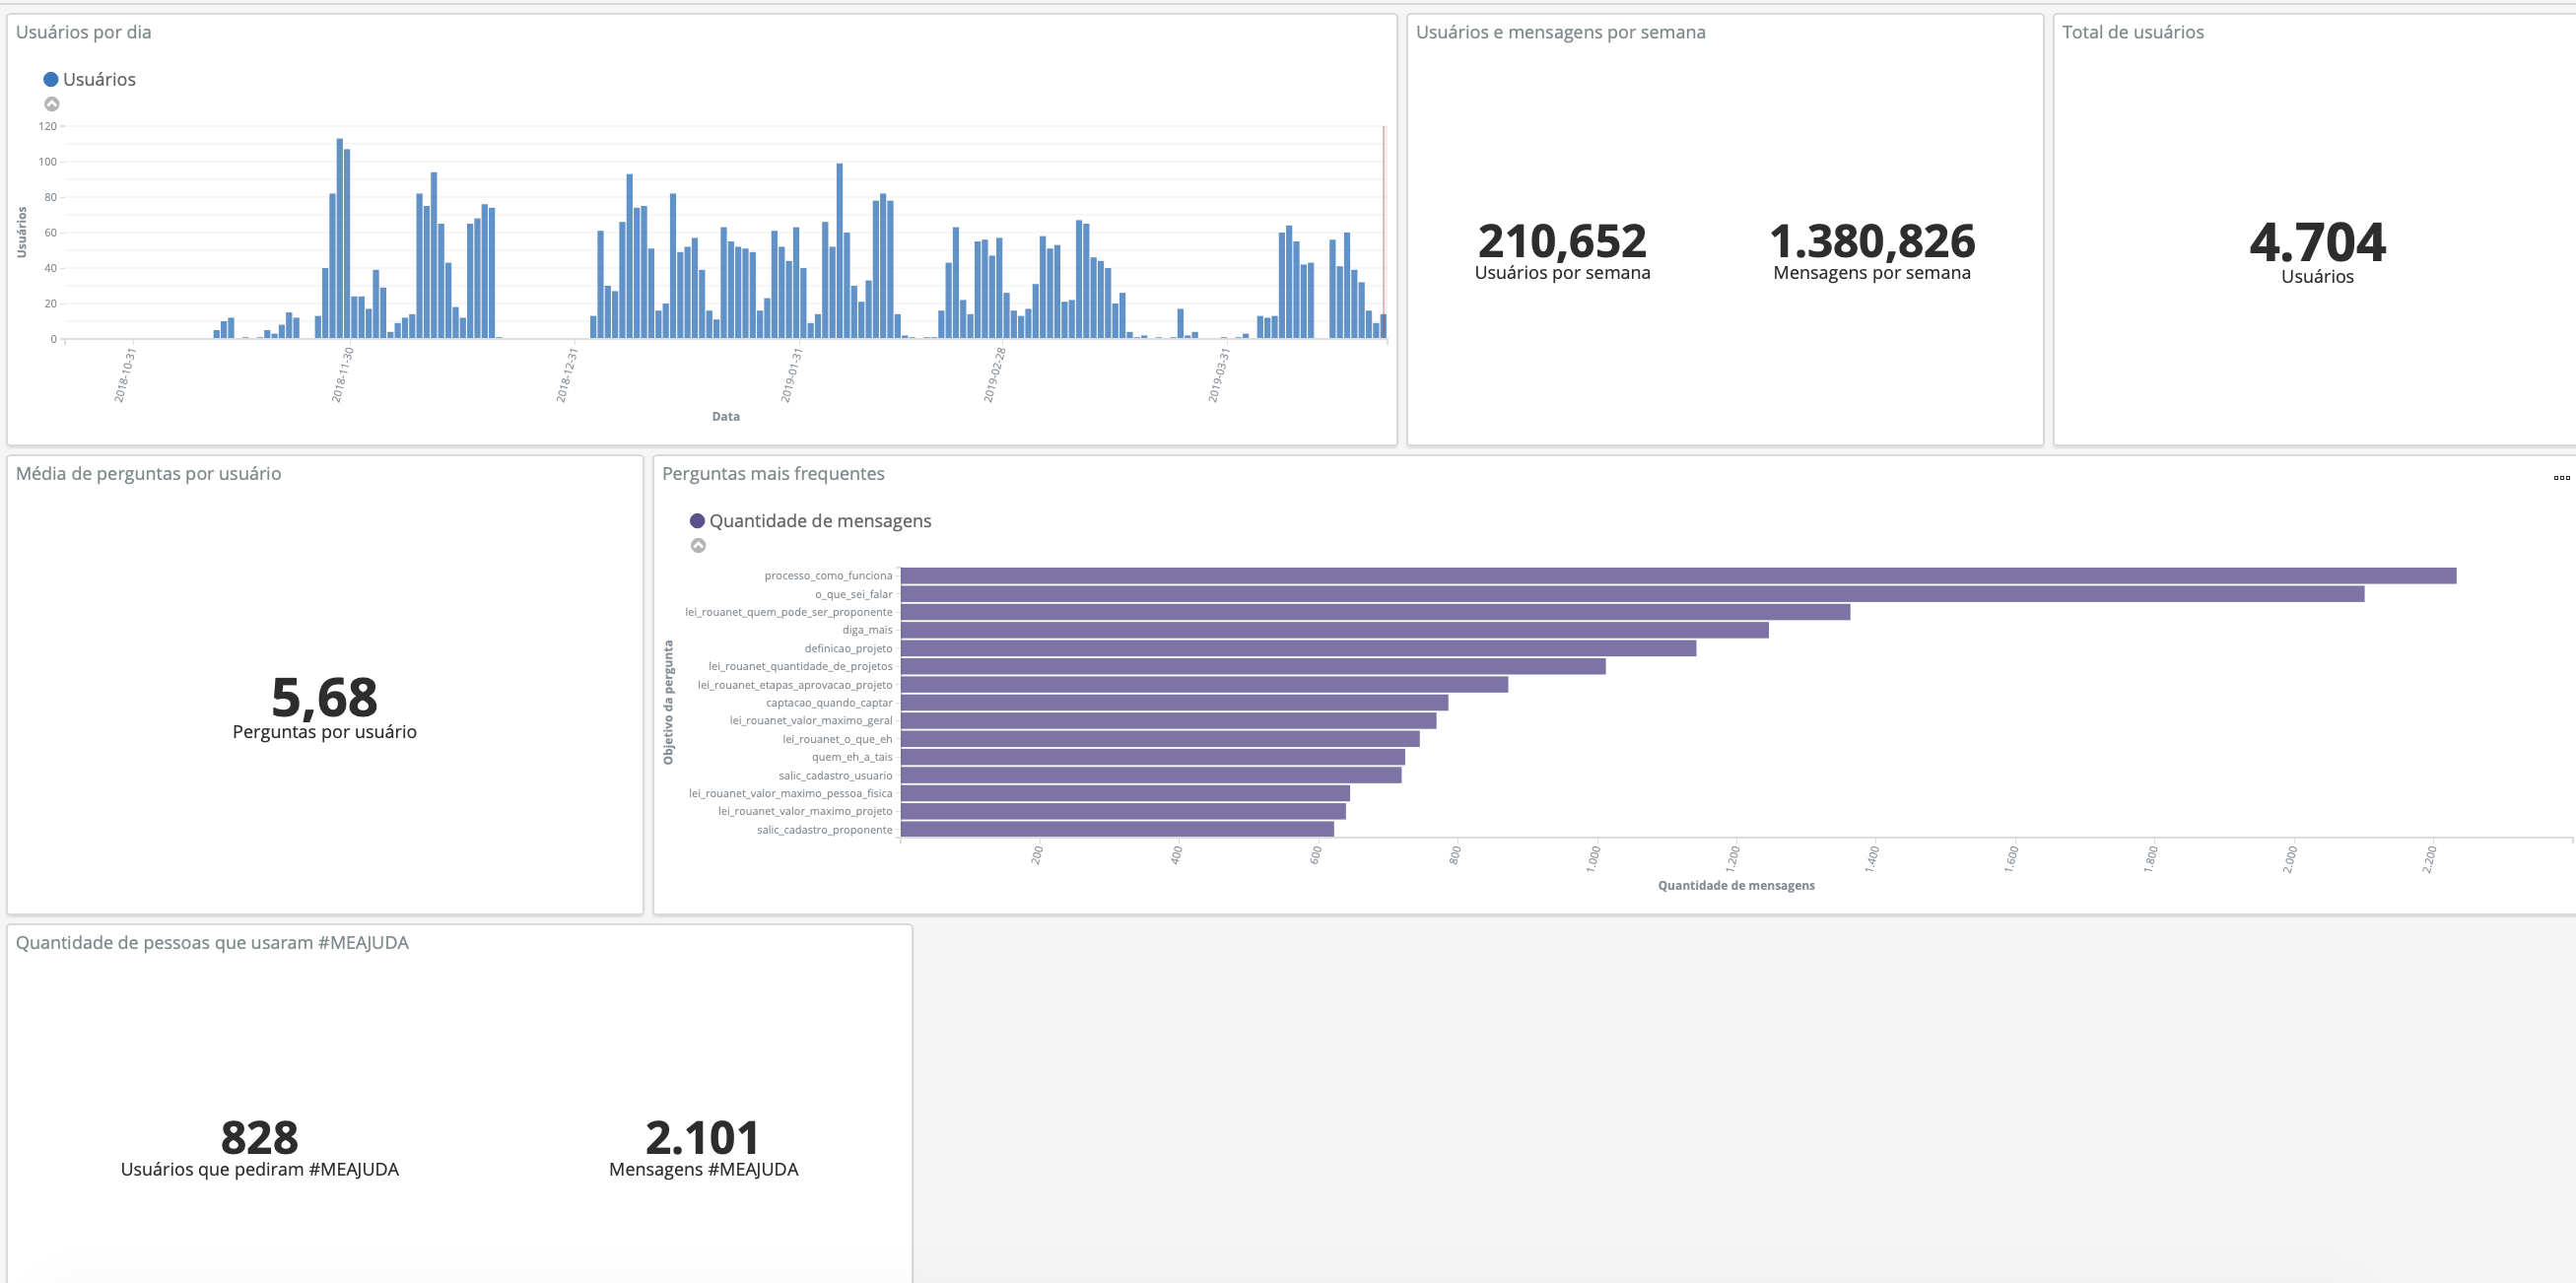 Usuários por dia
Usuários
120
100
80
60
40
20
0
Usuários
2018-10-31
2018-11-30
2018-12-31
2019-01-31
2019-02-28
2019-03-31
Data
Usuários e mensagens por semana
210,652
Usuários por semana
1.380,826
Mensagens por semana
Total de usuários
4.704
Usuários
Média de perguntas por usuário
5,68
Perguntas por usuário
Perguntas mais frequentes
Quantidade de mensagens
Objetivo da pergunta
processo_como_funciona
o_que_sei_falar
lei_rouanet_quem_pode_ser_proponente
diga_mais
definicao_projeto
lei_rouanet_quantidade_de_projetos
lei_rouanet_etapas_aprovacao_projeto
captacao_quando_captar
lei_rouanet_valor_maximo_geral
lei_rouanet_o_que_eh
quem_eh_a_tais
salic_cadastro_usuario
lei_rouanet_valor_maximo_pessoa_fisica
lei_rouanet_valor_maximo_projeto
salic_cadastro_proponente
200
400
600
800
1.000
1.200
1.400
1.600
1.800
2.000
2.200
Quantidade de mensagens
Quantidade de pessoas que usaram #MEAJUDA
828
Usuários que pediram #MEAJUDA
2.101
Mensagens #MEAJUDA